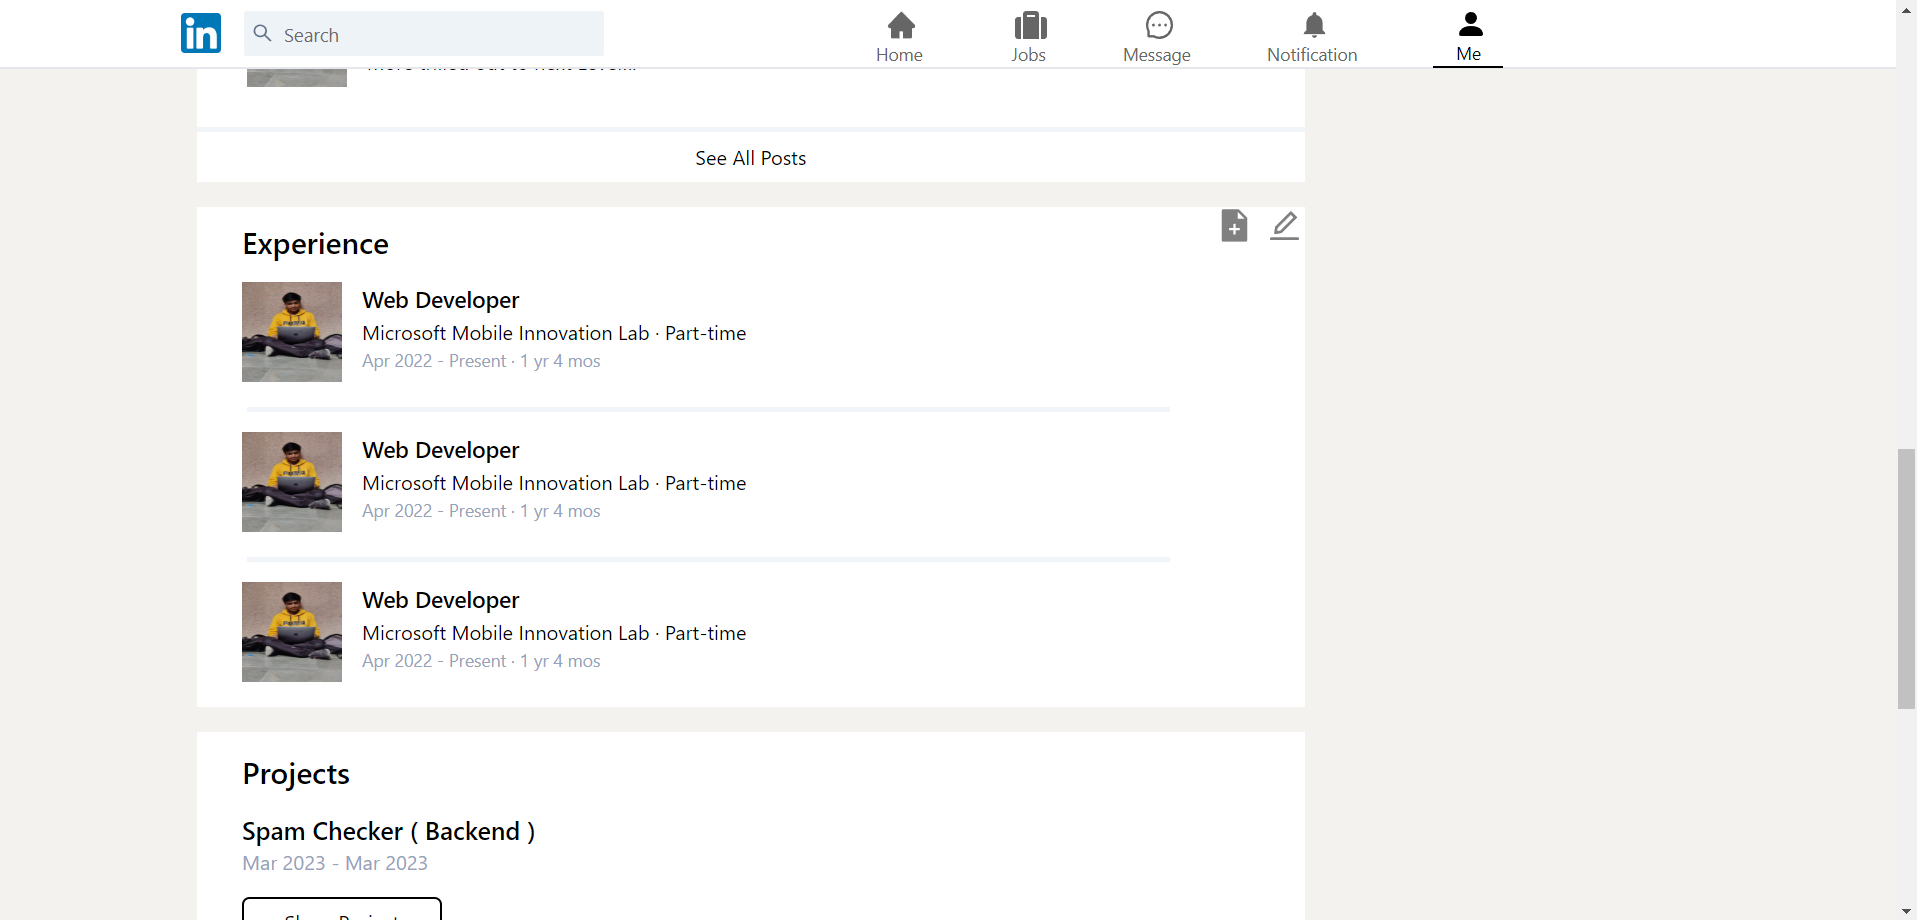 in
Search
Home
Jobs
Message
Notification
Me
See All Posts
Experience
Web Developer
Microsoft Mobile Innovation Lab · Part-time
Apr 2022 - Present · 1 yr 4 mos
Web Developer
Microsoft Mobile Innovation Lab · Part-time
Apr 2022 - Present · 1 yr 4 mos
Web Developer
Microsoft Mobile Innovation Lab · Part-time
Apr 2022 - Present · 1 yr 4 mos
Projects
Spam Checker ( Backend )
Mar 2023 - Mar 2023